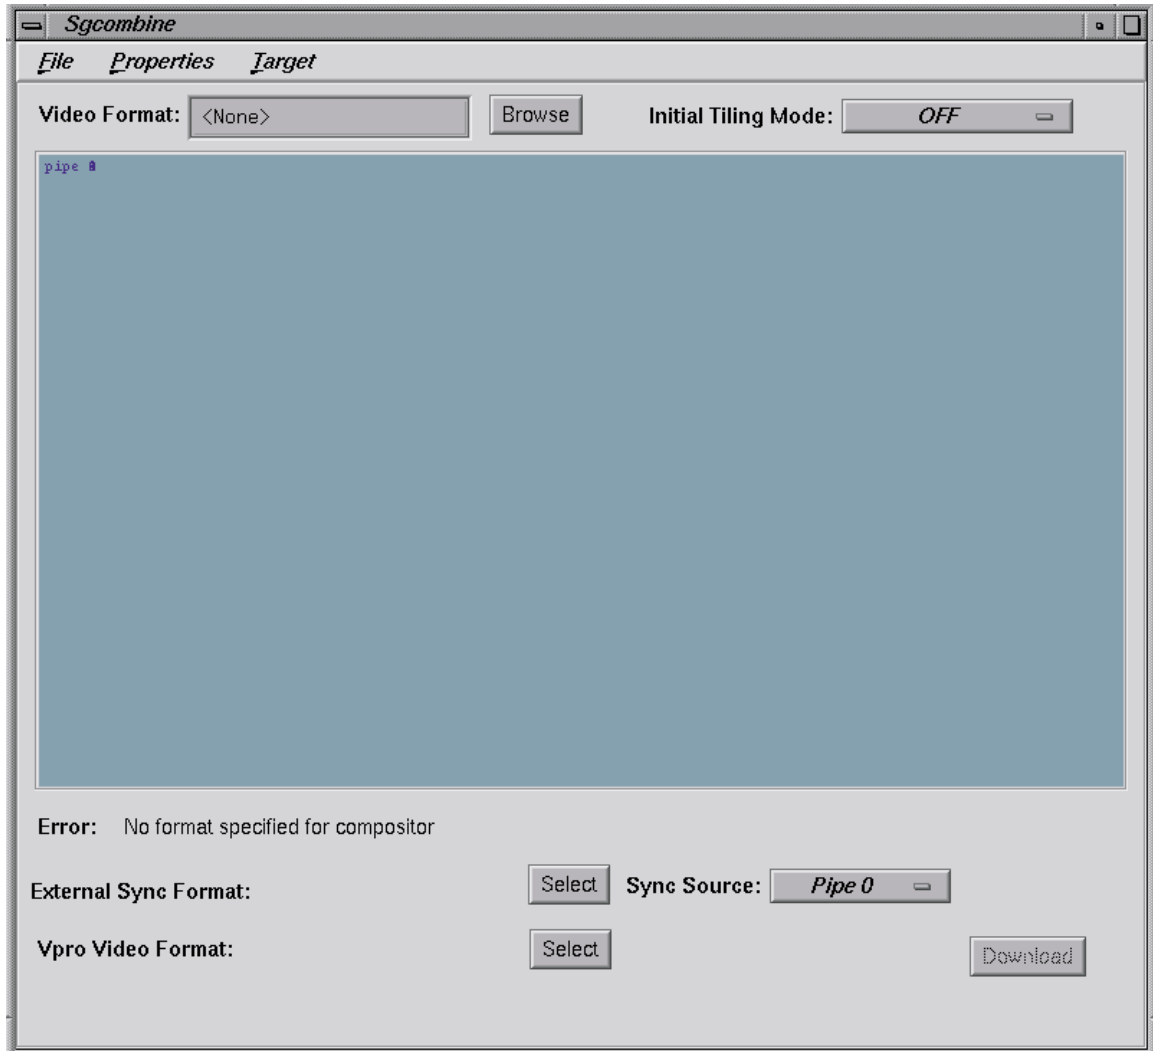 Sgcombine
File Properties Target
Video Format: <None> Browse Initial Tiling Mode: OFF
pipe
Error: No format specified for compositor
External Sync Format: Select Sync Source: Pipe 0
Vpro Video Format: Select Download